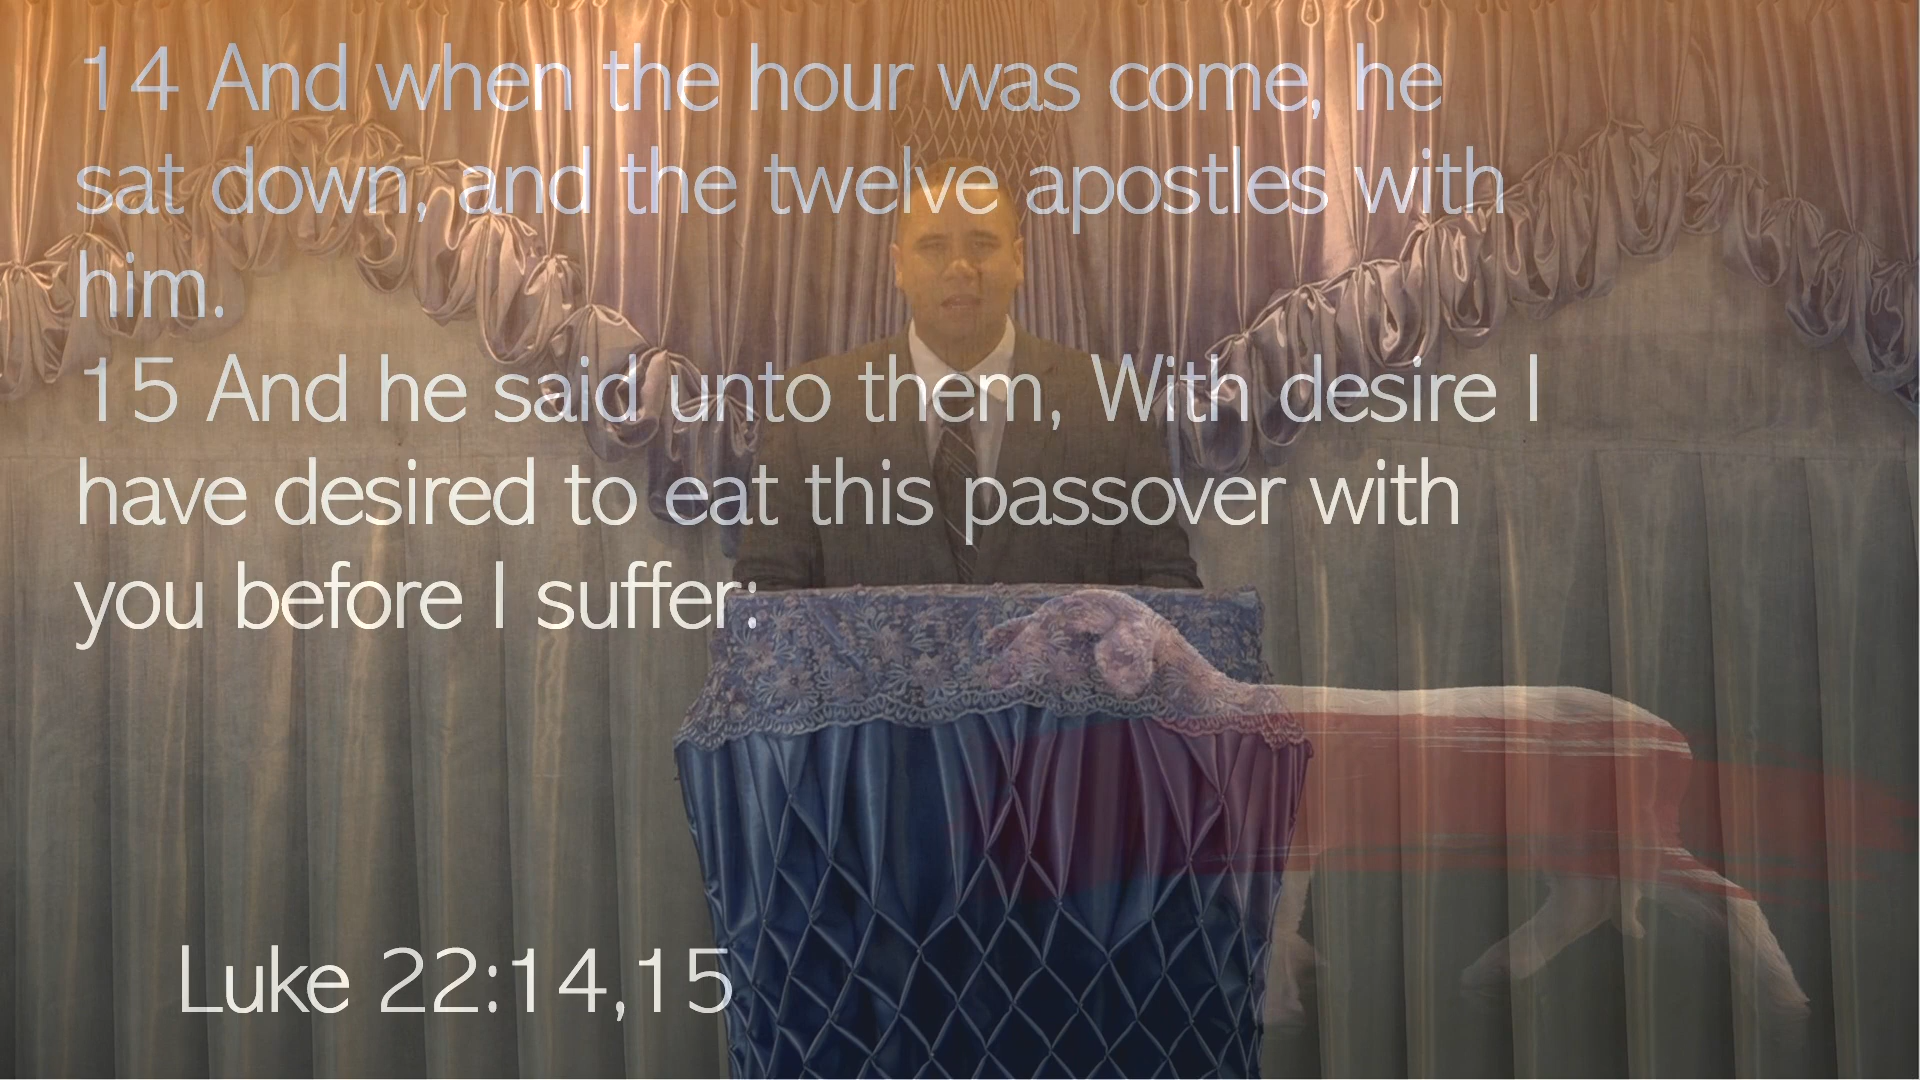 14 And when the hour was come, he
sat down, and the twelve apostles with
him.
15 And he said unto them, With desire I
have desired to eat this passover with
you before I suffer:
Luke 22:14,15